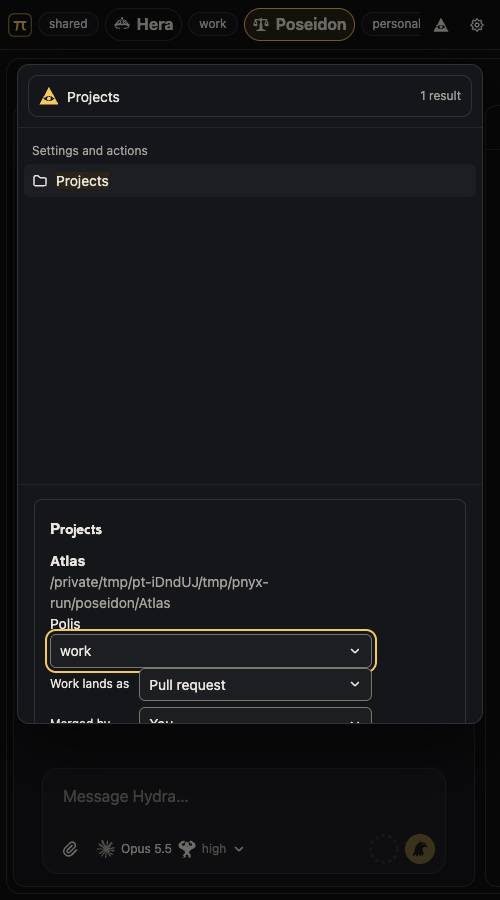 π shared Hera work Poseidon personal
Projects 1 result
Settings and actions
Projects
Projects
Atlas
/private/tmp/pt-iDndUJ/tmp/pnyx-
run/poseidon/Atlas
Polis
work
Work lands as Pull request
Merged by You
Message Hydra...
Opus 5.5 high